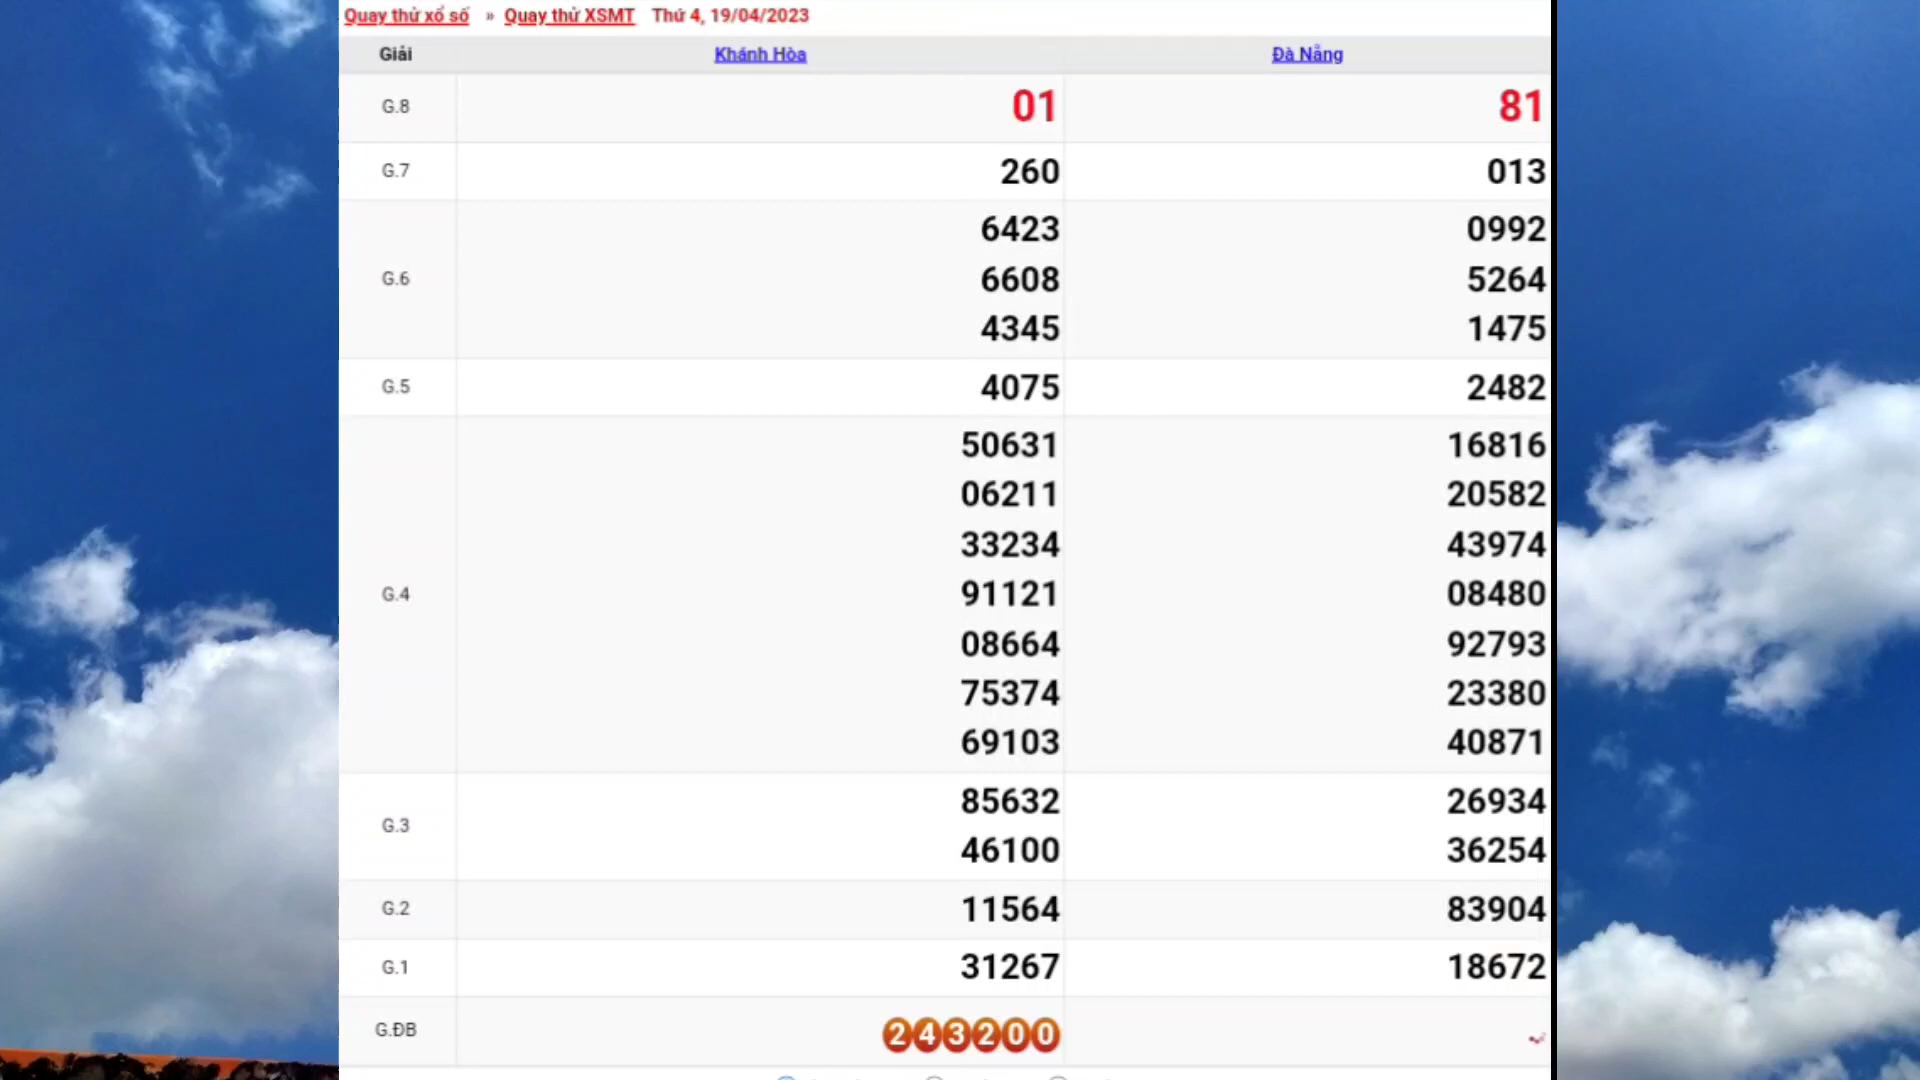 Quay thử xổ số » Quay thử XSMT Thứ 4, 19/04/2023
Giải Khánh Hòa Đà Nẵng
G.8 01 81
G.7 260 013
6423 0992
G.6 6608 5264
4345 1475
G.5 4075 2482
50631 16816
06211 20582
33234 43974
G.4 91121 08480
08664 92793
75374 23380
69103 40871
G.3
85632 26934
46100 36254
G.2 11564 83904
G.1 31267 18672
G.ĐB 243200